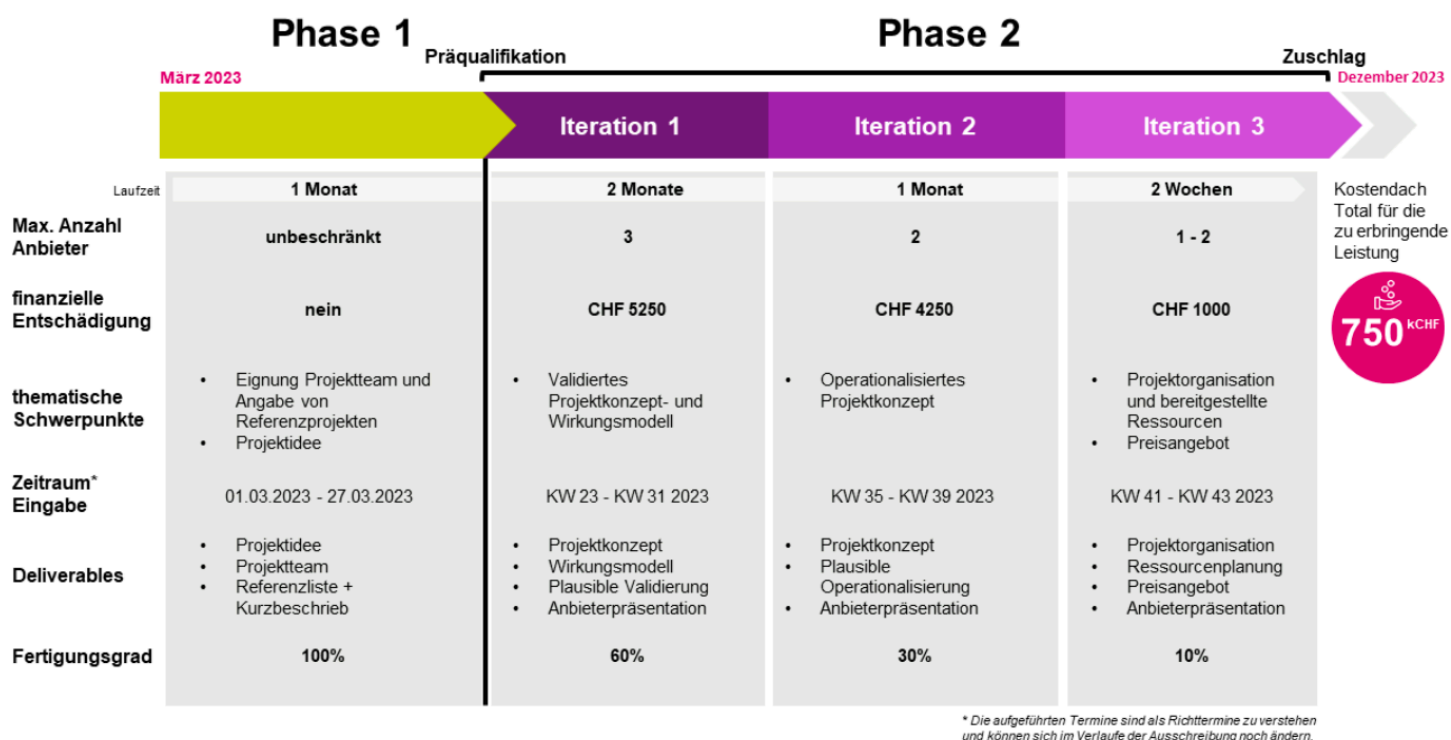 Phase 1
Phase 2
Präqualifikation
Zuschlag
März 2023
Dezember 2023
Iteration 1
Iteration 2
Iteration 3
Laufzeit
1 Monat
2 Monate
1 Monat
2 Wochen
Max. Anzahl
Anbieter
unbeschränkt
3
2
1 - 2
Kostendach
Total für die
zu erbringende
Leistung
750 kCHF
finanzielle
Entschädigung
nein
CHF 5250
CHF 4250
CHF 1000
thematische
Schwerpunkte
• Eignung Projektteam und
Angabe von
Referenzprojekten
• Projektidee
• Validiertes
Projektkonzept- und
Wirkungsmodell
• Operationalisiertes
Projektkonzept
• Projektorganisation
und bereitgestellte
Ressourcen
• Preisangebot
Zeitraum*
Eingabe
01.03.2023 - 27.03.2023
KW 23 - KW 31 2023
KW 35 - KW 39 2023
KW 41 - KW 43 2023
Deliverables
• Projektidee
• Projektteam
• Referenzliste +
Kurzbeschrieb
• Projektkonzept
• Wirkungsmodell
• Plausible Validierung
• Anbieterpräsentation
• Projektkonzept
• Plausible
Operationalisierung
• Anbieterpräsentation
• Projektorganisation
• Ressourcenplanung
• Preisangebot
• Anbieterpräsentation
Fertigungsgrad
100%
60%
30%
10%
* Die aufgeführten Termine sind als Richttermine zu verstehen
und können sich im Verlaufe der Ausschreibung noch ändern.